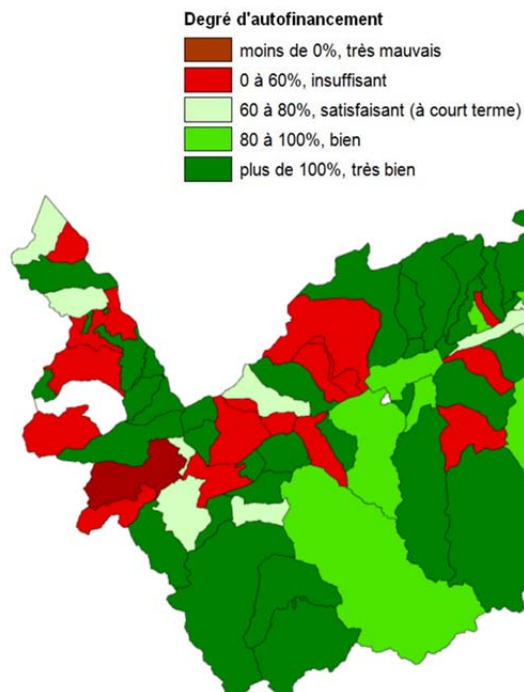 Degré d'autofinancement
moins de 0%, très mauvais
0 à 60%, insuffisant
60 à 80%, satisfaisant (à court terme)
80 à 100%, bien
plus de 100%, très bien